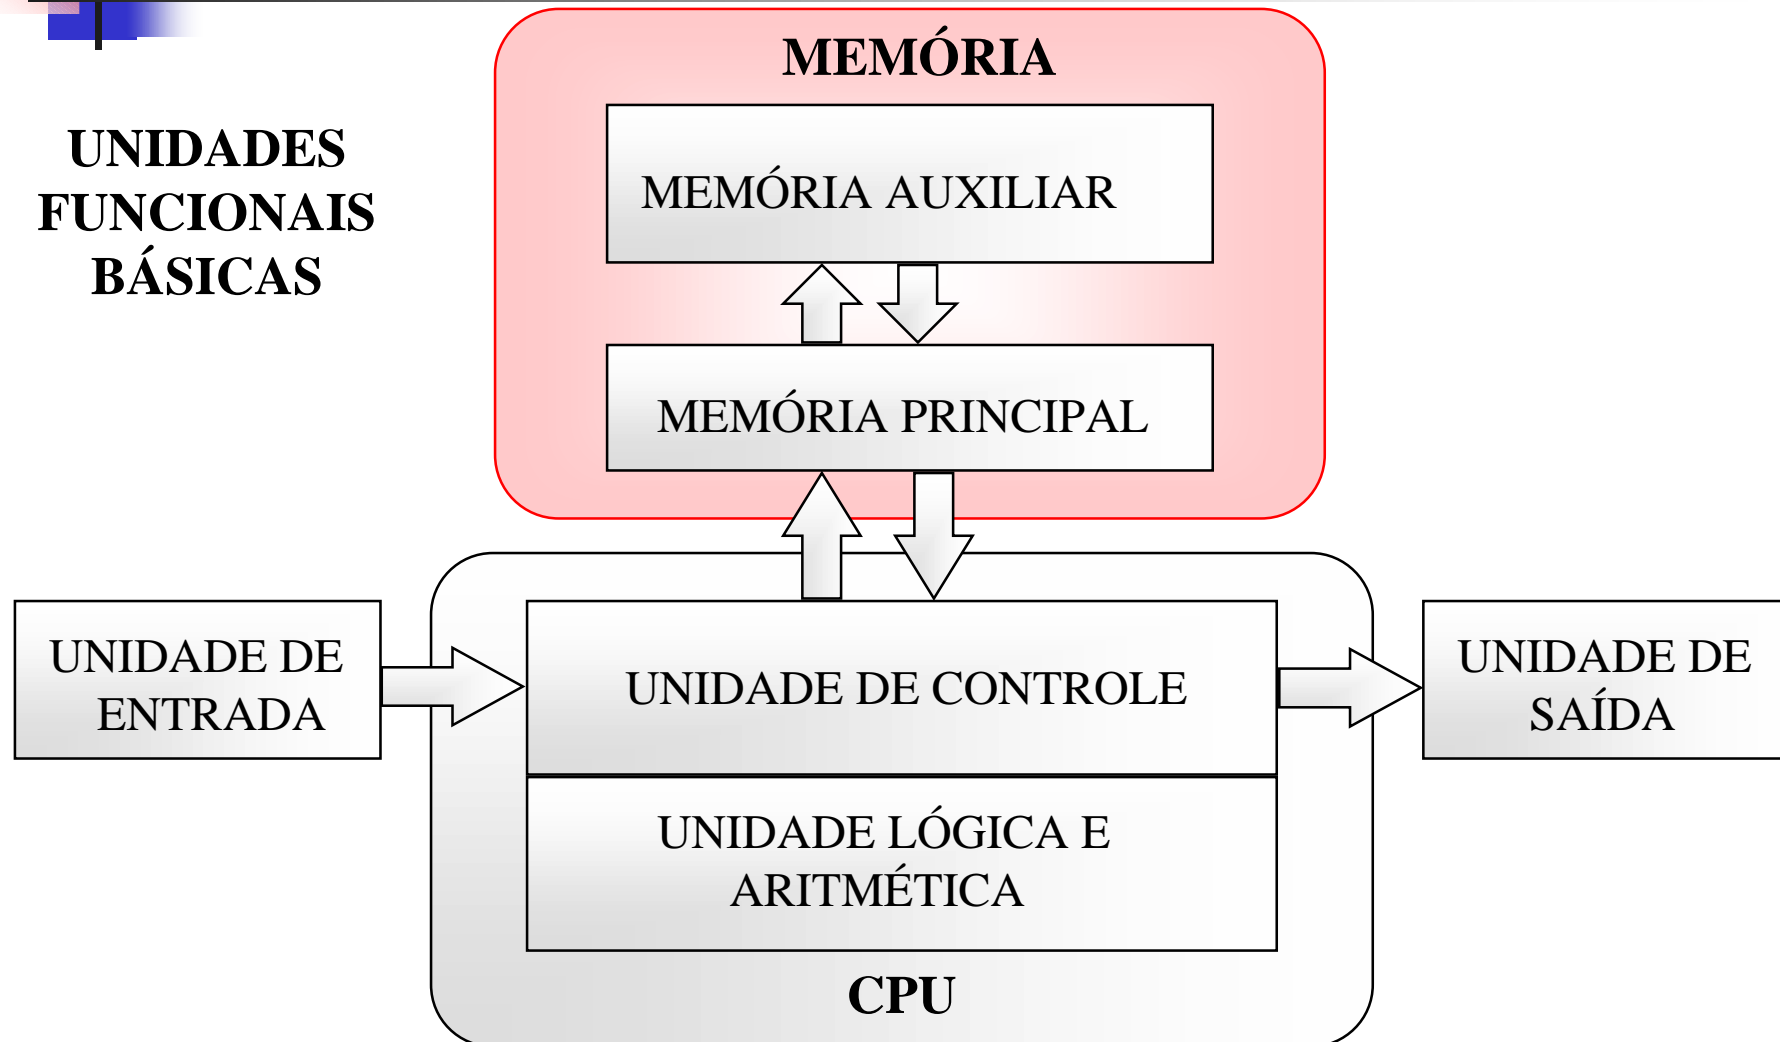 MEMÓRIA
UNIDADES
FUNCIONAIS
BÁSICAS
MEMÓRIA AUXILIAR
MEMÓRIA PRINCIPAL
UNIDADE DE
ENTRADA
UNIDADE DE CONTROLE
UNIDADE DE
SAÍDA
UNIDADE LÓGICA E
ARITMÉTICA
CPU